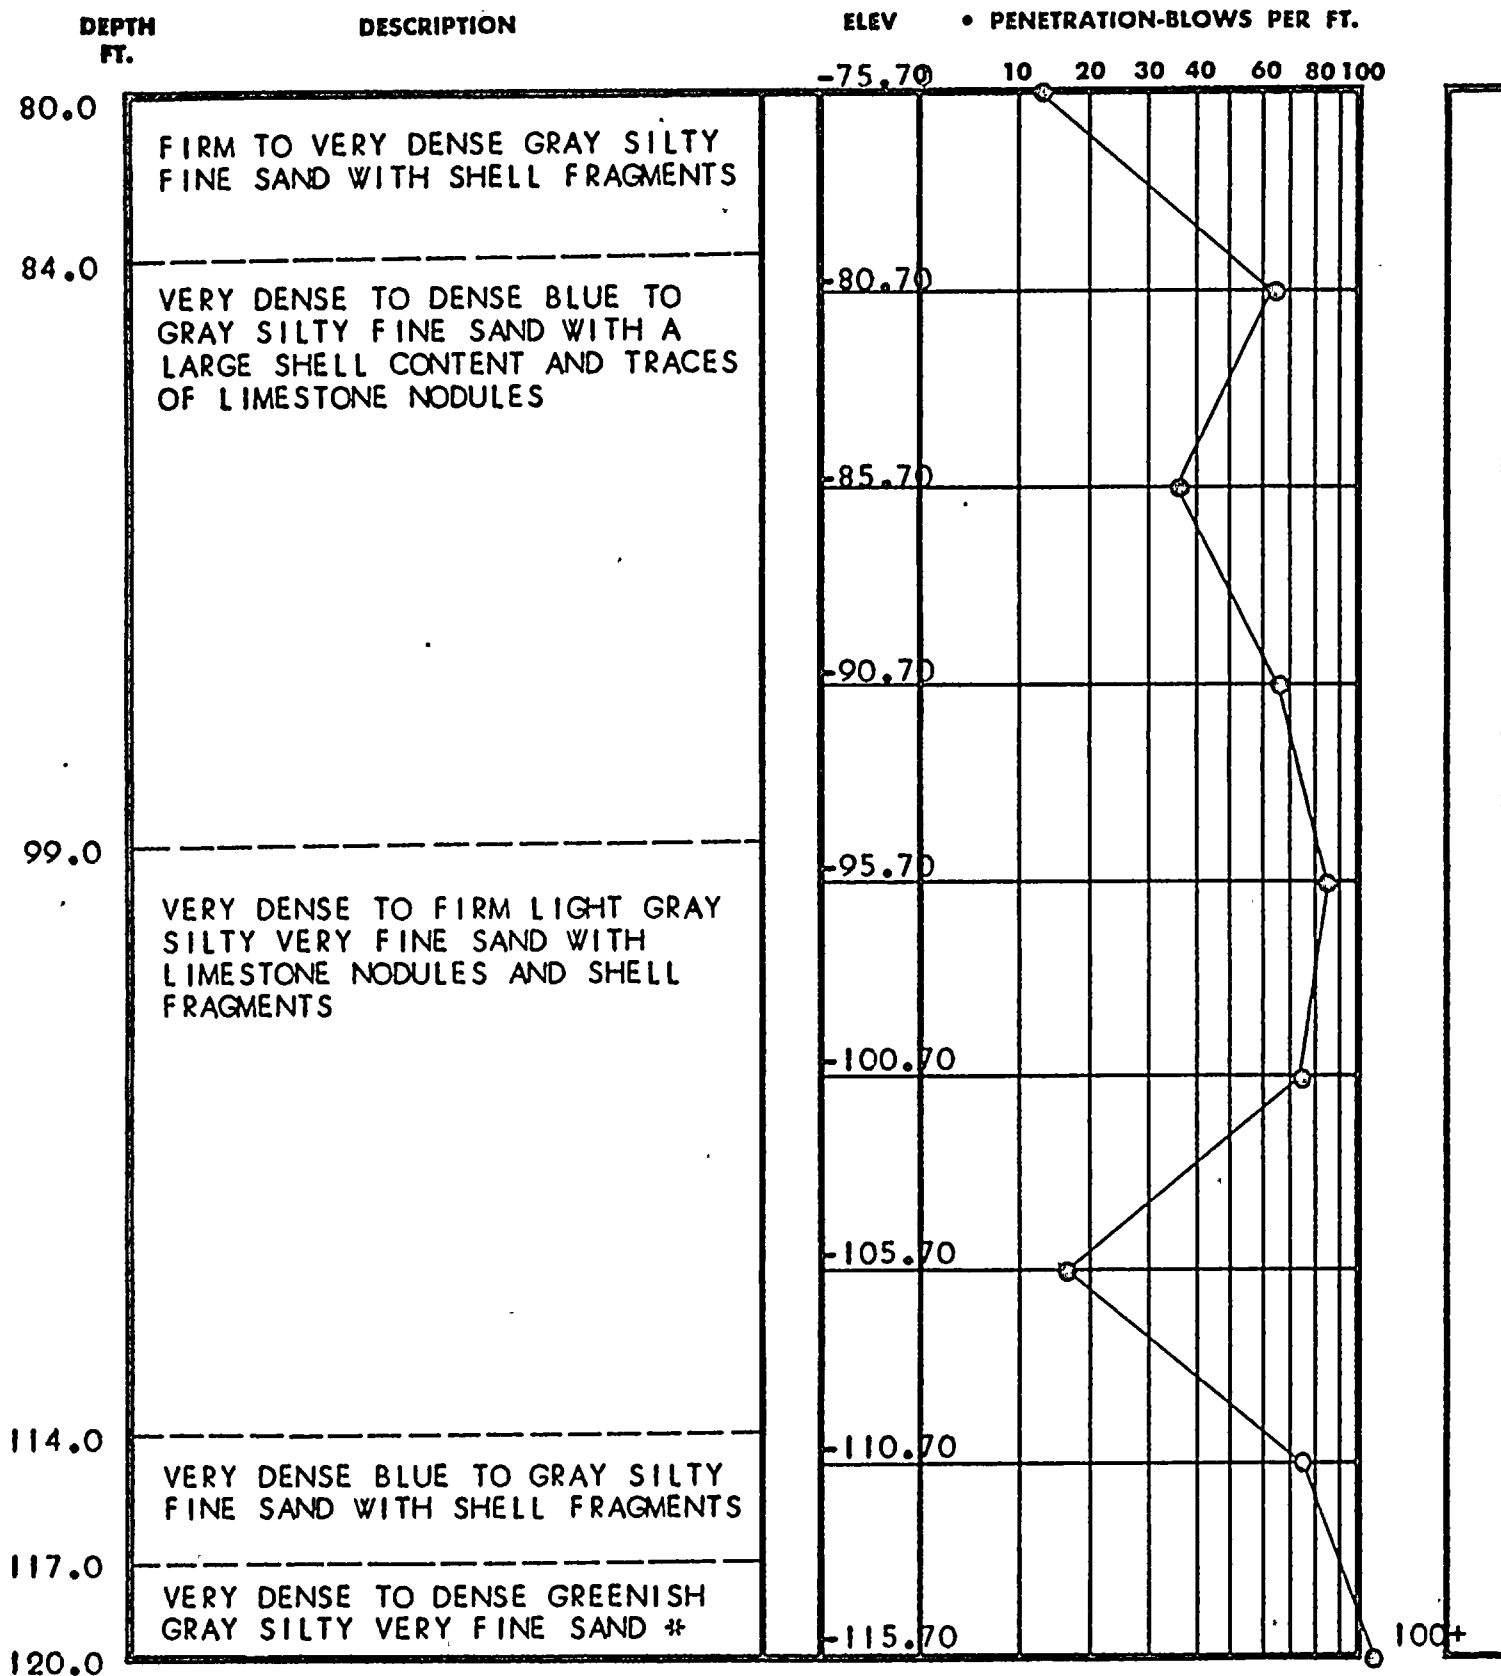 DEPTH FT. DESCRIPTION ELEV • PENETRATION-BLOWS PER FT.
-75.70 0 10 20 30 40 60 80 100
80.0
FIRM TO VERY DENSE GRAY SILTY
FINE SAND WITH SHELL FRAGMENTS
84.0
-80.70
VERY DENSE TO DENSE BLUE TO
GRAY SILTY FINE SAND WITH A
LARGE SHELL CONTENT AND TRACES
OF LIMESTONE NODULES
-85.70
-90.70
99.0
-95.70
VERY DENSE TO FIRM LIGHT GRAY
SILTY VERY FINE SAND WITH
LIMESTONE NODULES AND SHELL
FRAGMENTS
-100.70
-105.70
114.0
-110.70
VERY DENSE BLUE TO GRAY SILTY
FINE SAND WITH SHELL FRAGMENTS
117.0
VERY DENSE TO DENSE GREENISH
GRAY SILTY VERY FINE SAND #
-115.70 100+
120.0